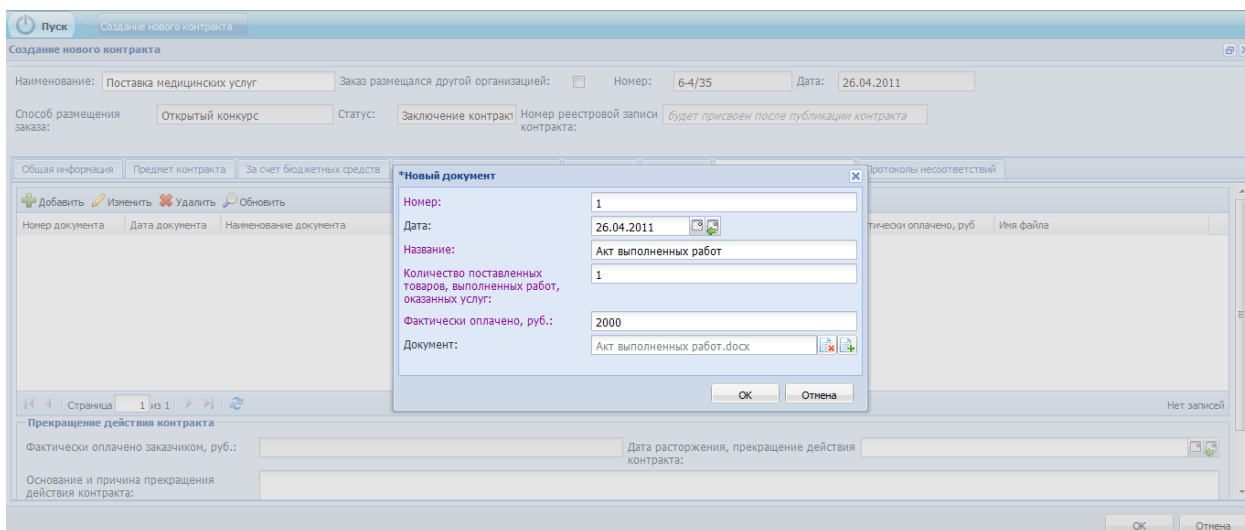 Пуск
Создание нового контракта
Создание нового контракта
Наименование: Поставка медицинских услуг Заказ размещался другой организацией: Номер: 6-4/35 Дата: 26.04.2011
Способ размещения заказа: Открытый конкурс Статус: Заключение контракт Номер реестровой записи контракта: будет присвоен после публикации контракта
Общая информация Предмет контракта За счет бюджетных средств Протоколы несоответствий
Добавить Изменить Удалить Обновить
Номер документа Дата документа Наименование документа тически оплачено, руб Имя файла
*Новый документ
Номер: 1
Дата: 26.04.2011
Название: Акт выполненных работ
Количество поставленных
товаров, выполненных работ,
оказанных услуг: 1
Фактически оплачено, руб.: 2000
Документ: Акт выполненных работ.docx
ОК Отмена
Страница 1 из 1 Нет записей
Прекращение действия контракта
Фактически оплачено заказчиком, руб.: Дата расторжения, прекращение действия
контракта:
Основание и причина прекращения
действия контракта:
ОК Отмена